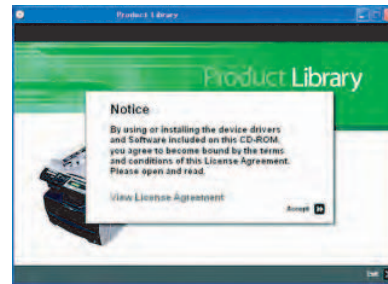 Product Library
Product Library
Notice
By using or installing the device drivers
and Software included on this CD-ROM,
you agree to become bound by the terms
and conditions of this License Agreement.
Please open and read.
View License Agreement
Accept
Exit